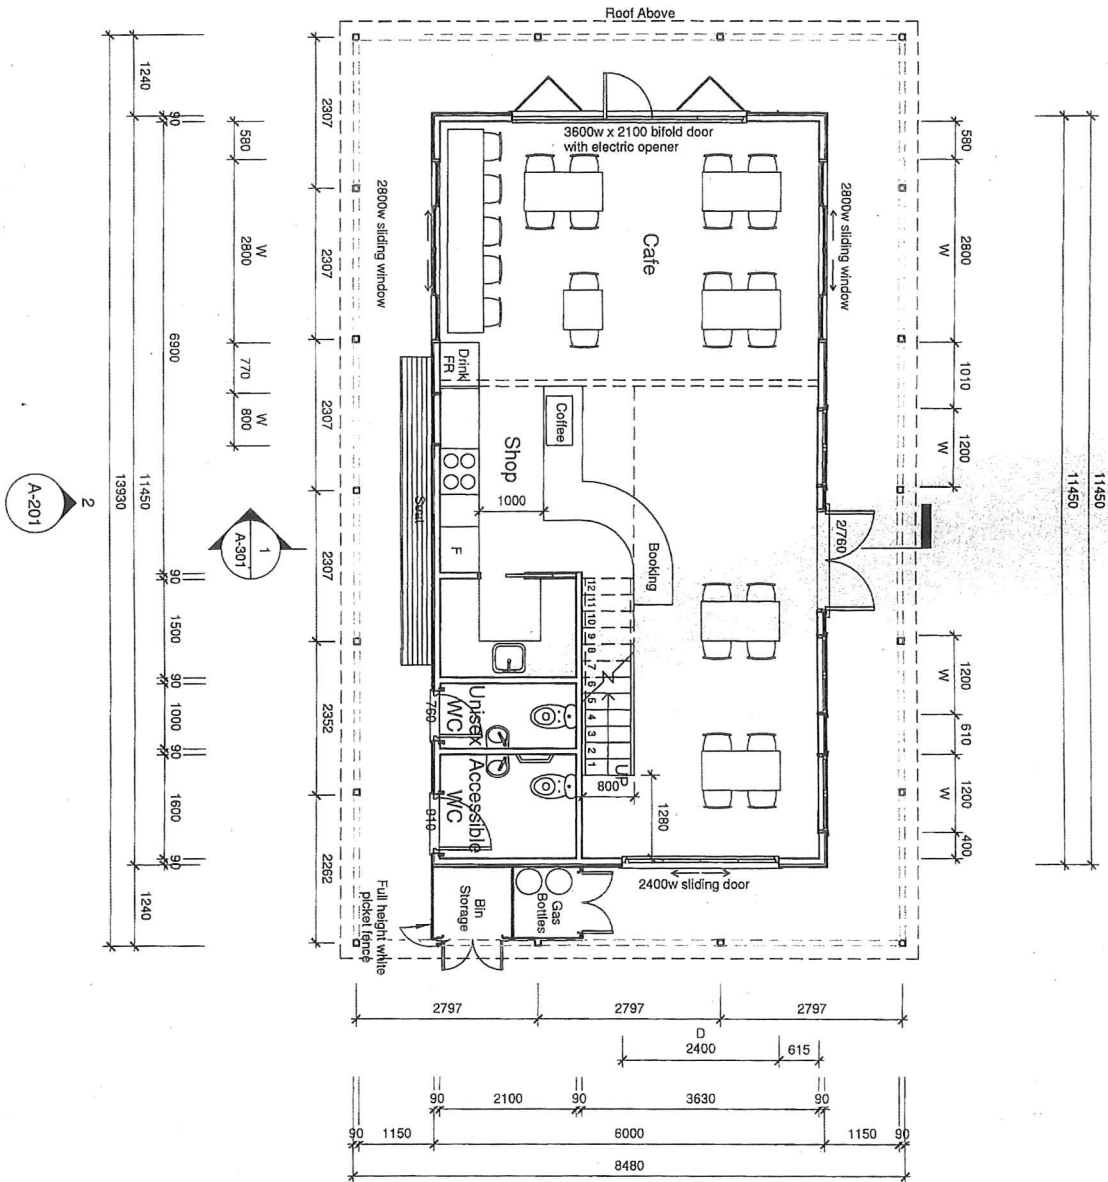 Roof Above
3600w x 2100 bifold door
with electric opener
2800w sliding window
2800w sliding window
Cafe
Drink
FR
Coffee
Shop
1000
F
Seat
Booking
2/760
12
11
10
9
8
7
6
5
4
3
2
1
UP
800
1280
Unisex
WC
760
Accessible
WC
810
2400w sliding door
Gas
Bottles
Bin
Storage
Full height white
picket fence
2307
2307
2307
2307
2352
2262
580
W
2800
770
W
800
90
6900
90
1500
90
1000
90
1600
90
1240
11450
1240
13930
2
A-201
1
A-301
580
2800
W
1010
1200
W
1200
W
610
1200
W
400
11450
11450
2797
2797
2797
D
2400
615
90
2100
90
3630
90
90
1150
6000
1150
90
8480